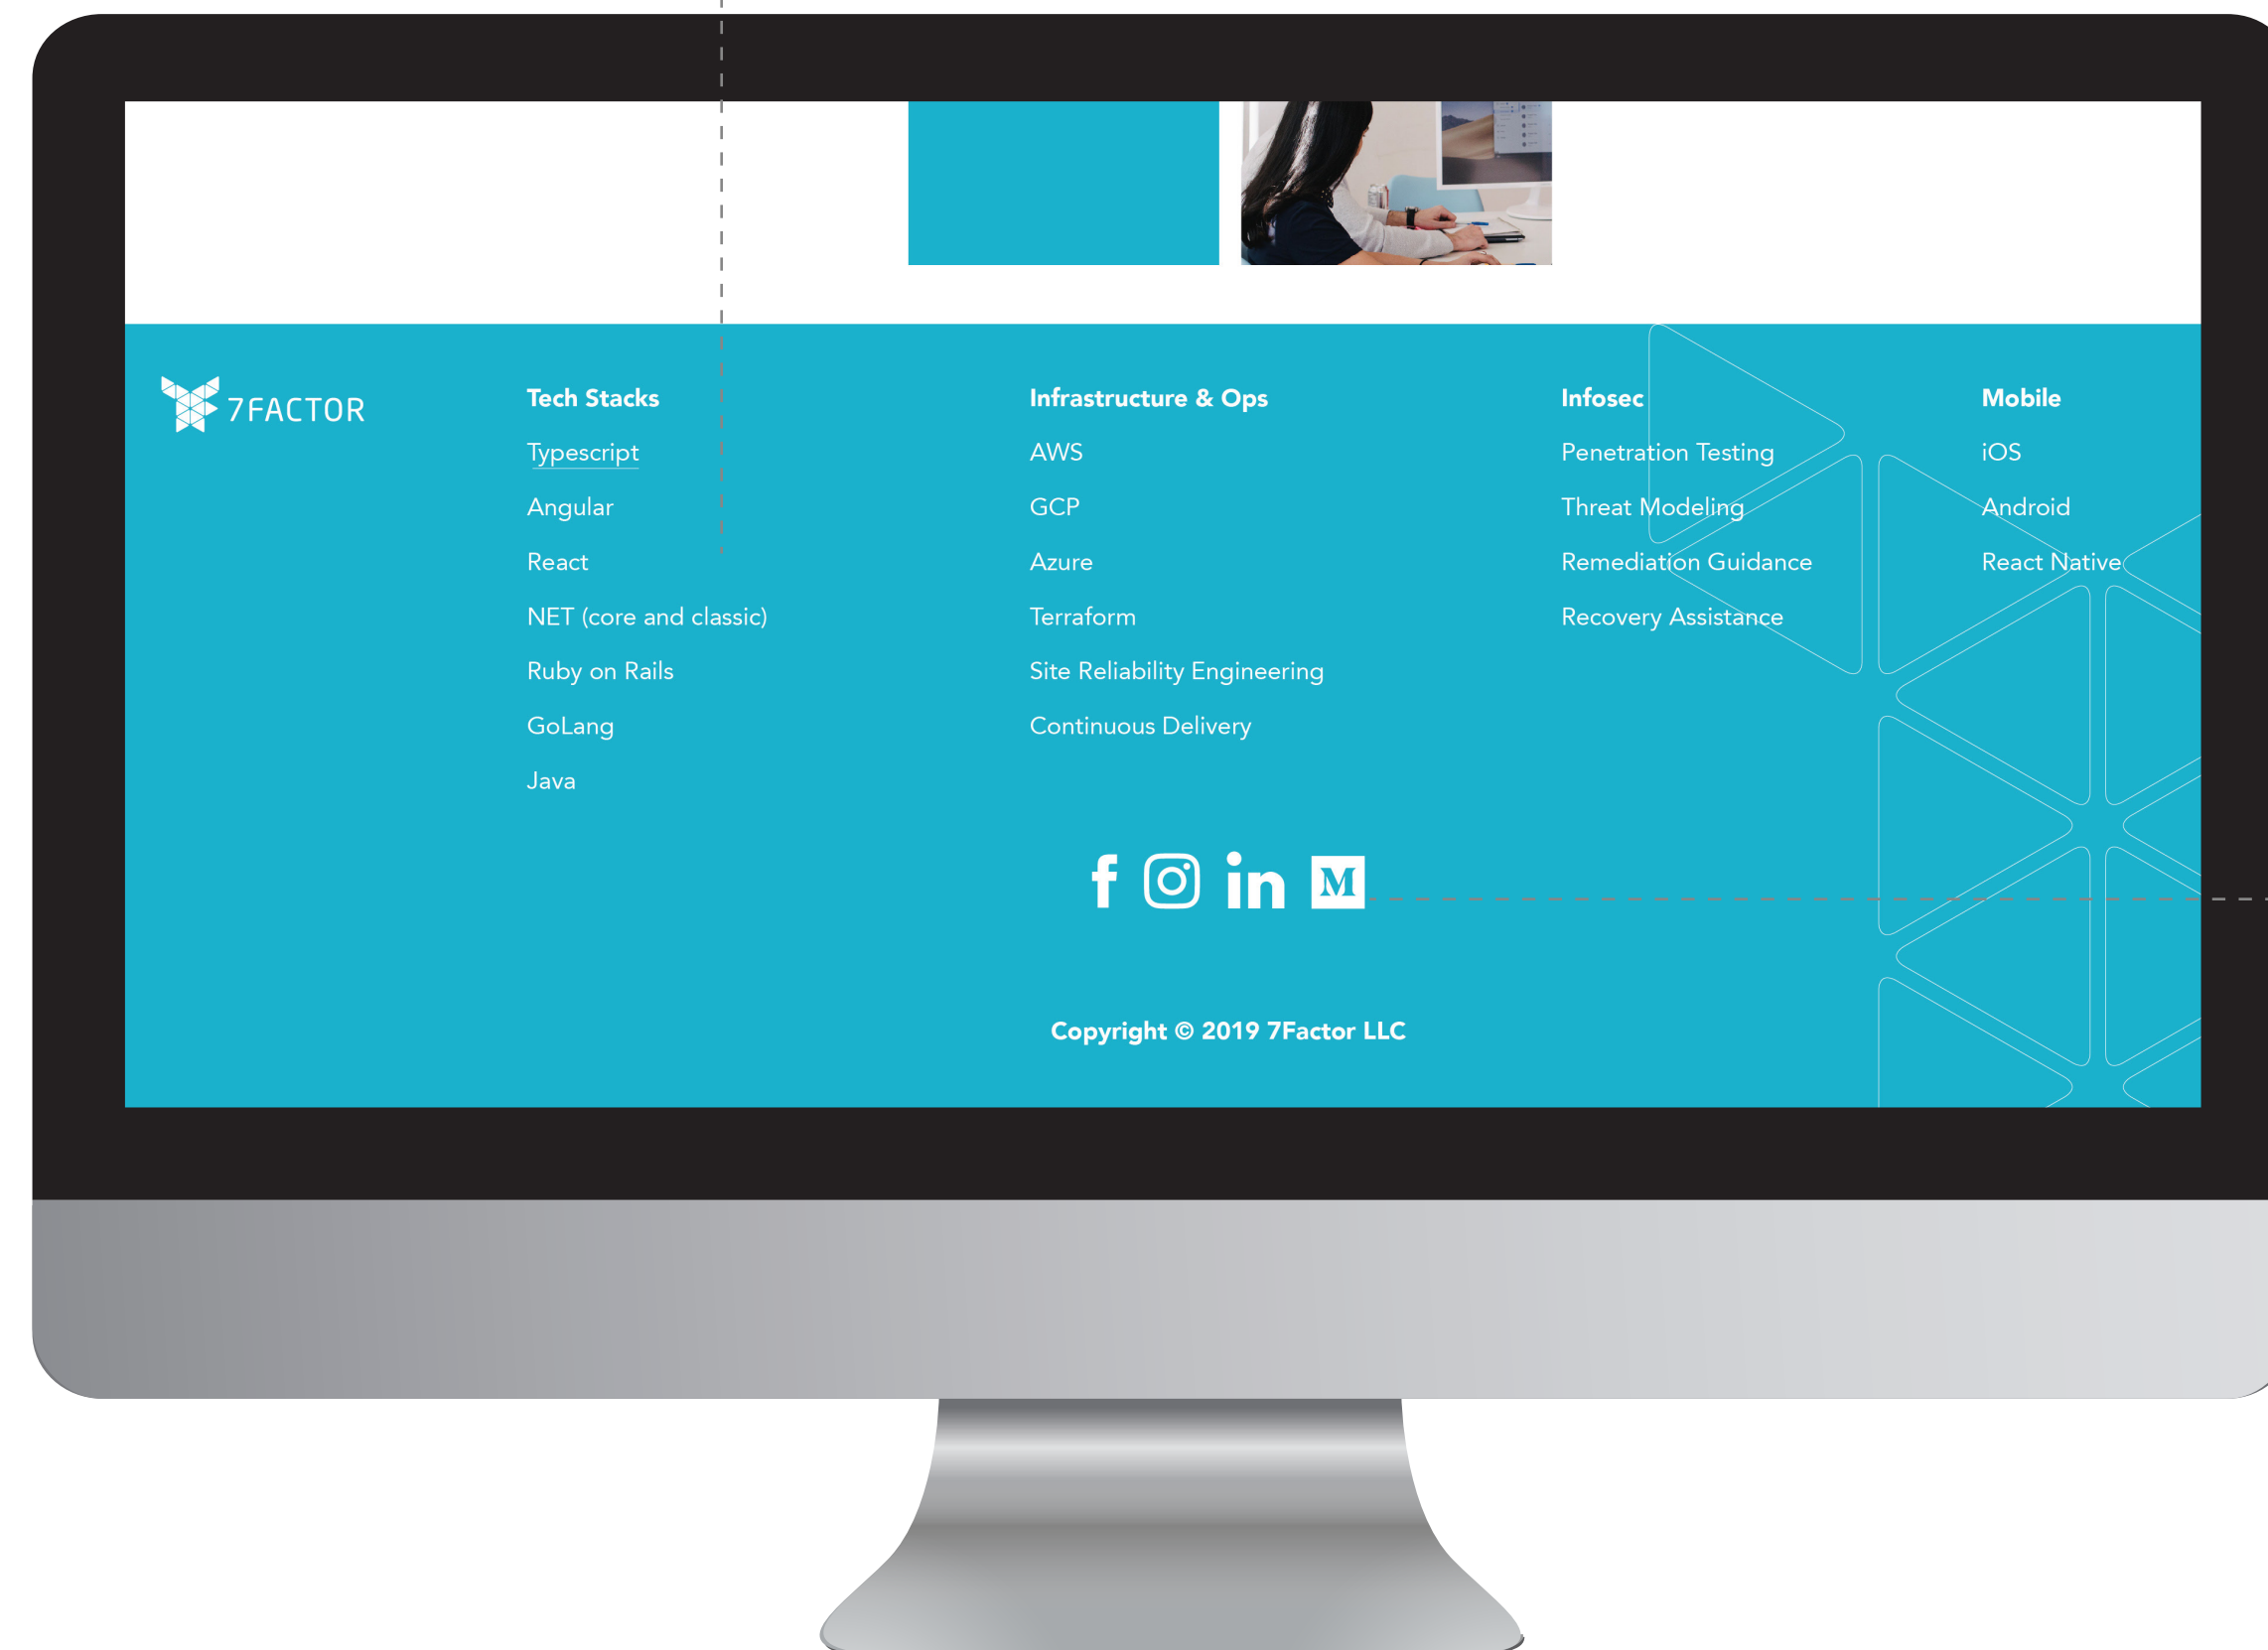 7FACTOR
Tech Stacks
Typescript
Angular
React
NET (core and classic)
Ruby on Rails
GoLang
Java
Infrastructure & Ops
AWS
GCP
Azure
Terraform
Site Reliability Engineering
Continuous Delivery
Infosec
Penetration Testing
Threat Modeling
Remediation Guidance
Recovery Assistance
Mobile
iOS
Android
React Native
f in M
Copyright © 2019 7Factor LLC